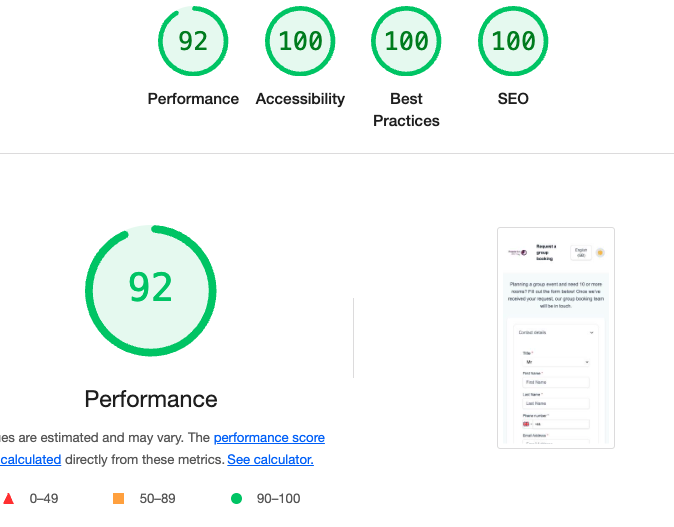 92
100
100
100
Performance
Accessibility
Best
Practices
SEO
92
Performance
es are estimated and may vary. The performance score
calculated directly from these metrics. See calculator.
0–49
50–89
90–100
Request a
group
booking
Planning a group event and need 10 or more
rooms? Fill out the form below! Once we've
received your request, our group booking team
will be in touch.
Contact details
Title *
Mr
First Name *
First Name
Last Name *
Last Name
Phone number *
+44
Email Address *